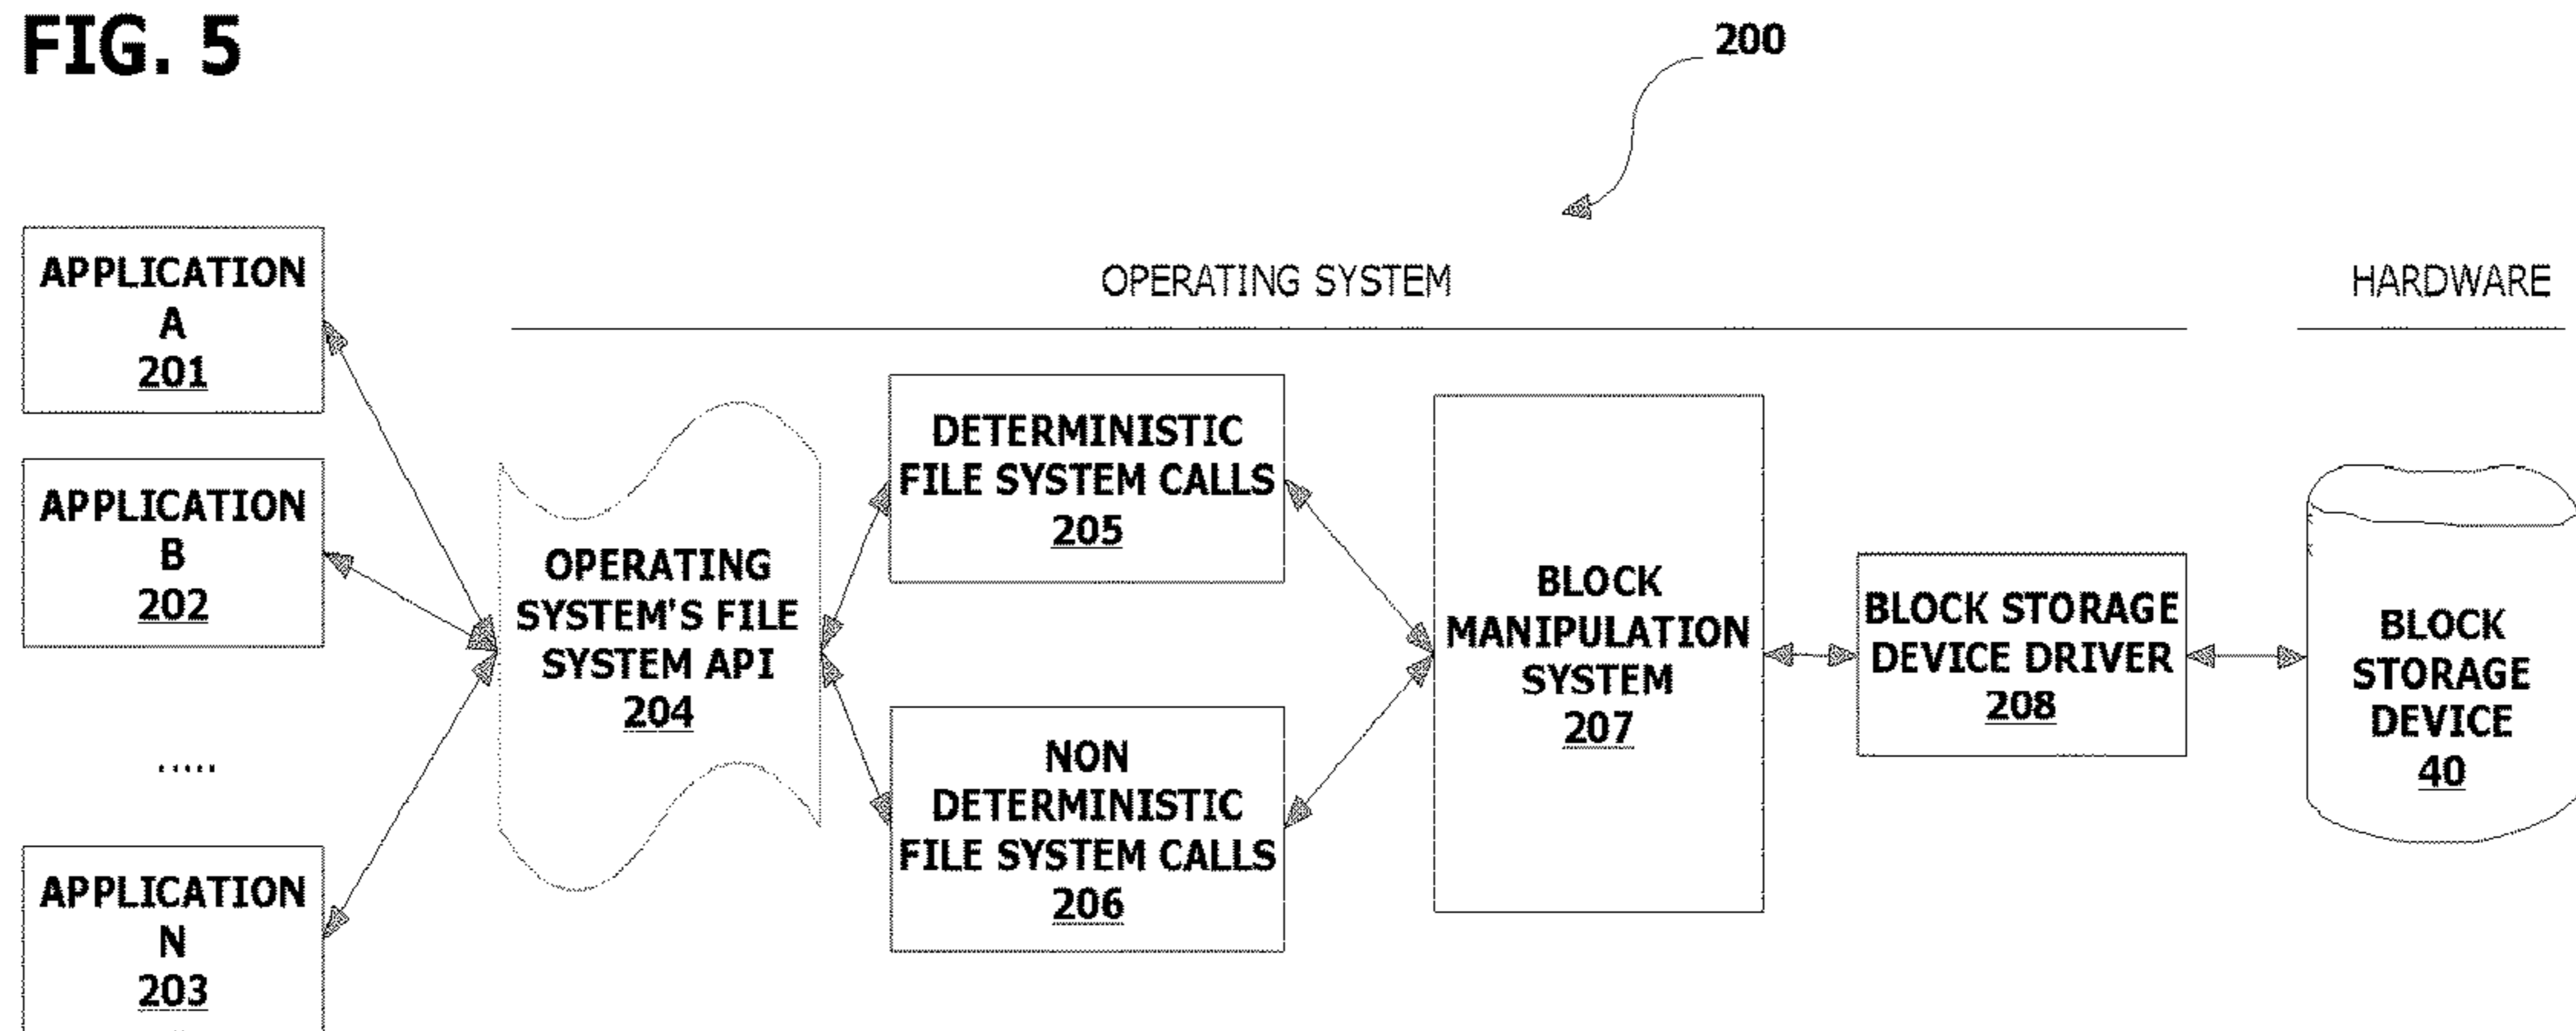 FIG. 5
200
OPERATING SYSTEM
HARDWARE
APPLICATION
A
201
APPLICATION
B
202
.....
APPLICATION
N
203
OPERATING
SYSTEM'S FILE
SYSTEM API
204
DETERMINISTIC
FILE SYSTEM CALLS
205
NON
DETERMINISTIC
FILE SYSTEM CALLS
206
BLOCK
MANIPULATION
SYSTEM
207
BLOCK STORAGE
DEVICE DRIVER
208
BLOCK
STORAGE
DEVICE
40